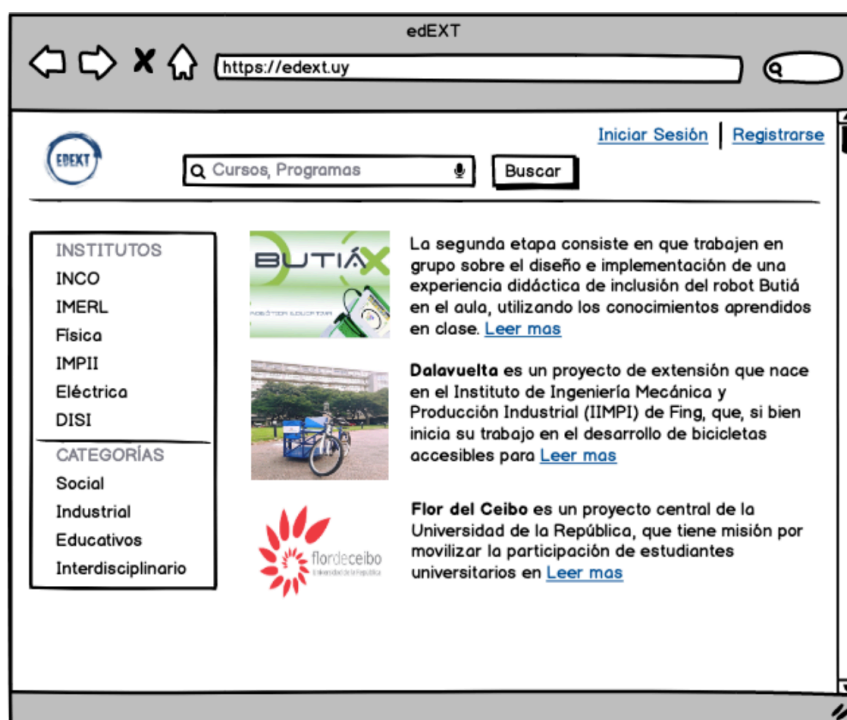 edEXT
https://edext.uy
Iniciar Sesión | Registrarse
EDEXT
Cursos, Programas
Buscar
INSTITUTOS
INCO
IMERL
Física
IMPII
Eléctrica
DISI
CATEGORÍAS
Social
Industrial
Educativos
Interdisciplinario
BUTIÁ X
ROBÓTICA EDUCATIVA
La segunda etapa consiste en que trabajen en
grupo sobre el diseño e implementación de una
experiencia didáctica de inclusión del robot Butiá
en el aula, utilizando los conocimientos aprendidos
en clase. Leer mas
Dalavuelta es un proyecto de extensión que nace
en el Instituto de Ingeniería Mecánica y
Producción Industrial (IIMPI) de Fing, que, si bien
inicia su trabajo en el desarrollo de bicicletas
accesibles para Leer mas
flordeceibo
Universidad de la República
Flor del Ceibo es un proyecto central de la
Universidad de la República, que tiene misión por
movilizar la participación de estudiantes
universitarios en Leer mas